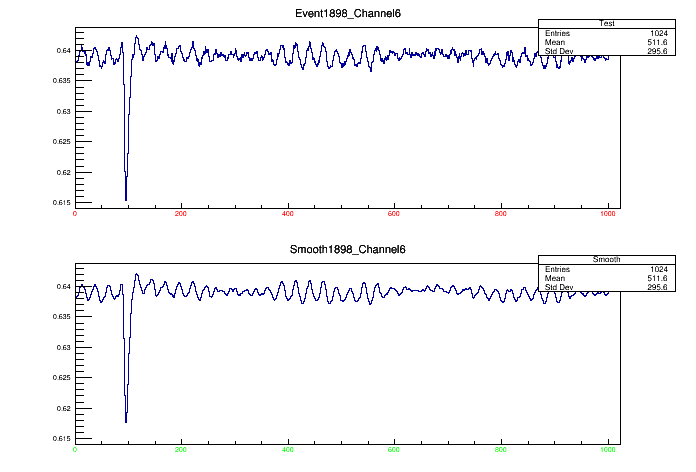 Event1898_Channel6
Test
Entries 1024
Mean 511.6
Std Dev 295.6
0.64
0.635
0.63
0.625
0.62
0.615
0 200 400 600 800 1000
Smooth1898_Channel6
Smooth
Entries 1024
Mean 511.6
Std Dev 295.6
0.64
0.635
0.63
0.625
0.62
0.615
0 200 400 600 800 1000